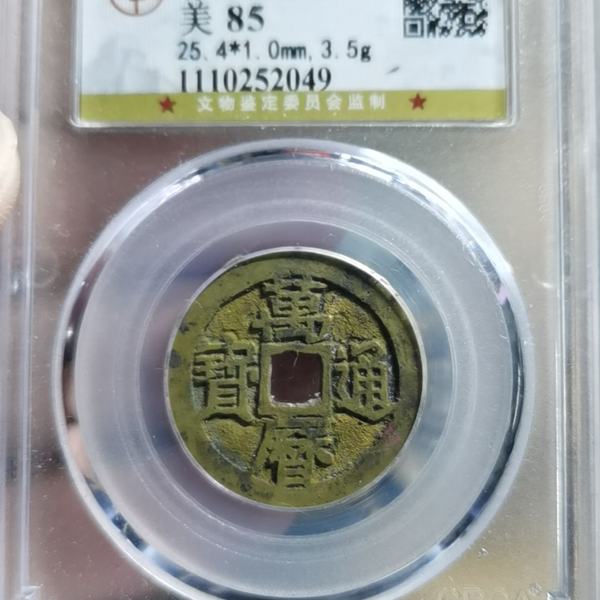 美 85
25.4*1.0mm, 3.5g
1110252049
★ 文物鉴定委员会监制 ★
萬
寶 通
曆